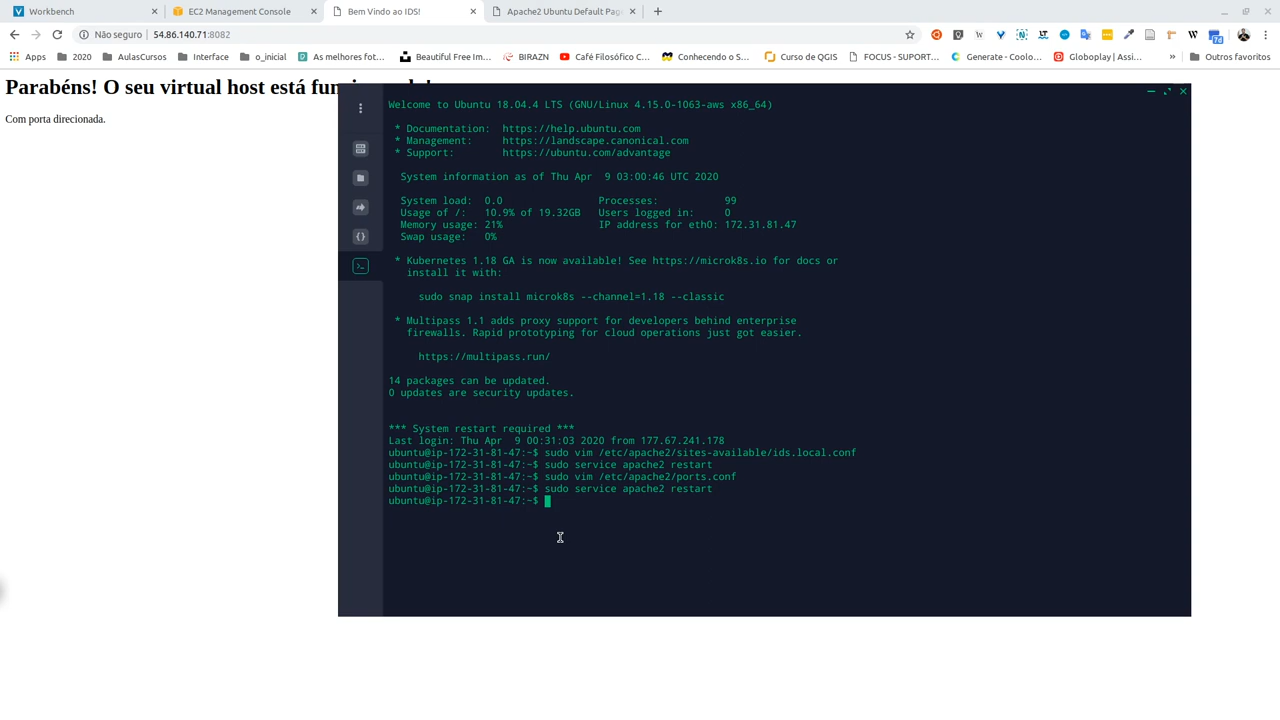 Workbench
EC2 Management Console
Bem Vindo ao IDS!
Apache2 Ubuntu Default Pag
Não seguro
54.86.140.71:8082
Apps
2020
AulasCursos
Interface
o_inicial
As melhores fot...
Beautiful Free Im...
BIRAZN
Café Filosófico C...
Conhecendo o S...
Curso de QGIS
FOCUS - SUPORT...
Generate - Coolo...
Globoplay | Assi...
»
Outros favoritos
Parabéns! O seu virtual host está
Com porta direcionada.
Welcome to Ubuntu 18.04.4 LTS (GNU/Linux 4.15.0-1063-aws x86_64)
* Documentation: https://help.ubuntu.com
* Management: https://landscape.canonical.com
* Support: https://ubuntu.com/advantage
System information as of Thu Apr 9 03:00:46 UTC 2020
System load: 0.0 Processes: 99
Usage of /: 10.9% of 19.32GB Users logged in: 0
Memory usage: 21% IP address for eth0: 172.31.81.47
Swap usage: 0%
* Kubernetes 1.18 GA is now available! See https://microk8s.io for docs or
install it with:
sudo snap install microk8s --channel=1.18 --classic
* Multipass 1.1 adds proxy support for developers behind enterprise
firewalls. Rapid prototyping for cloud operations just got easier.
https://multipass.run/
14 packages can be updated.
0 updates are security updates.
*** System restart required ***
Last login: Thu Apr 9 00:31:03 2020 from 177.67.241.178
ubuntu@ip-172-31-81-47:~$ sudo vim /etc/apache2/sites-available/ids.local.conf
ubuntu@ip-172-31-81-47:~$ sudo service apache2 restart
ubuntu@ip-172-31-81-47:~$ sudo vim /etc/apache2/ports.conf
ubuntu@ip-172-31-81-47:~$ sudo service apache2 restart
ubuntu@ip-172-31-81-47:~$